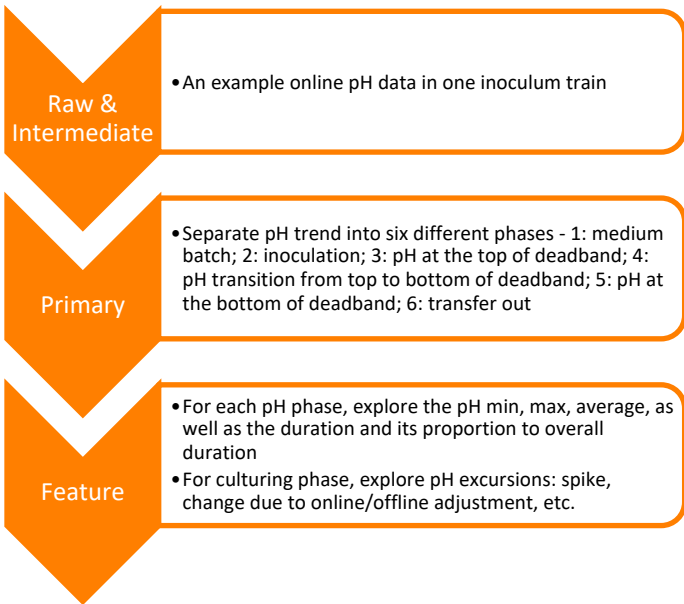 Raw &
Intermediate
•An example online pH data in one inoculum train
Primary
•Separate pH trend into six different phases - 1: medium
batch; 2: inoculation; 3: pH at the top of deadband; 4:
pH transition from top to bottom of deadband; 5: pH at
the bottom of deadband; 6: transfer out
Feature
•For each pH phase, explore the pH min, max, average, as
well as the duration and its proportion to overall
duration
•For culturing phase, explore pH excursions: spike,
change due to online/offline adjustment, etc.